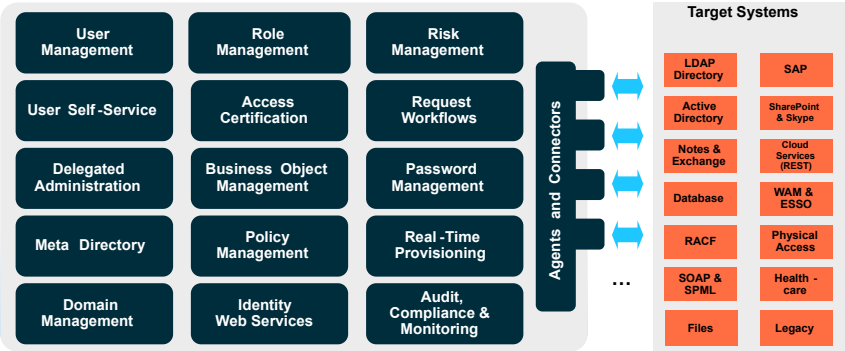 User
Management
Role
Management
Risk
Management
User Self-Service
Access
Certification
Request
Workflows
Delegated
Administration
Business Object
Management
Password
Management
Meta Directory
Policy
Management
Real-Time
Provisioning
Domain
Management
Identity
Web Services
Audit,
Compliance &
Monitoring
Agents and Connectors
...
Target Systems
LDAP
Directory
SAP
Active
Directory
SharePoint
& Skype
Notes &
Exchange
Cloud
Services
(REST)
Database
WAM &
ESSO
RACF
Physical
Access
SOAP &
SPML
Health -
care
Files
Legacy